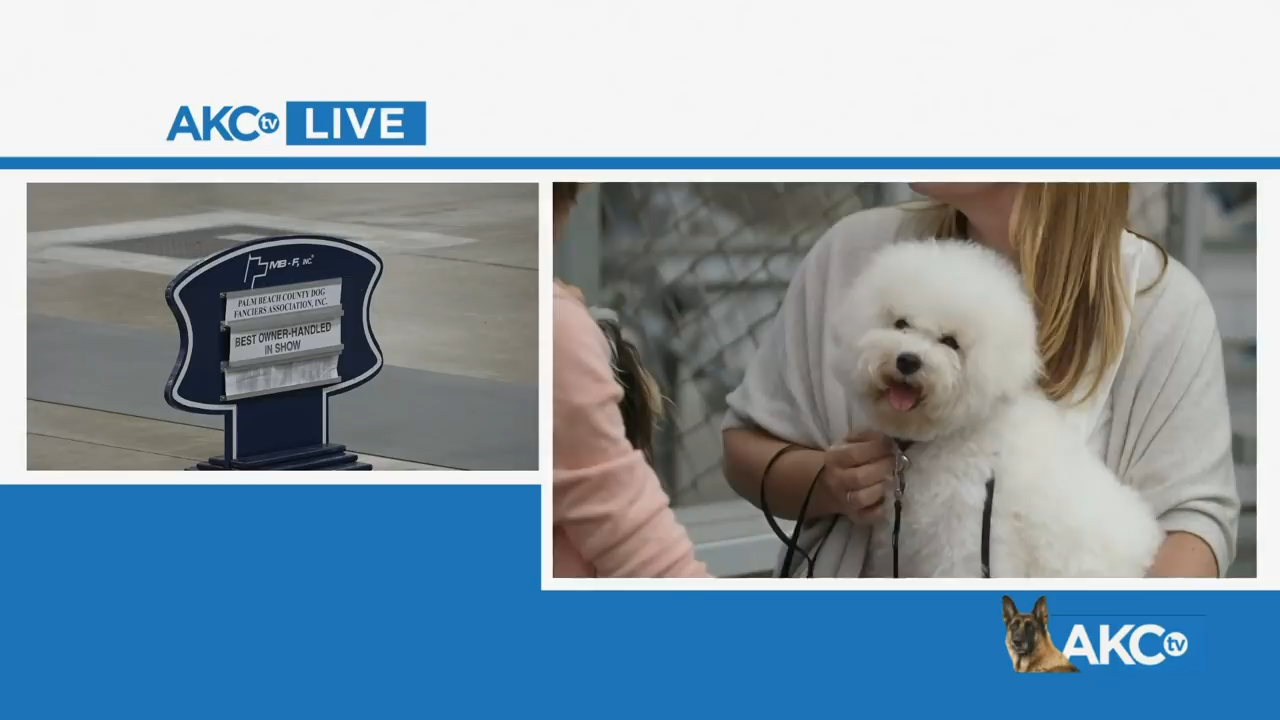 AKCtv LIVE
MB-F, INC.
PALM BEACH COUNTY DOG
FANCIERS ASSOCIATION, INC.
BEST OWNER-HANDLED
IN SHOW
AKCtv